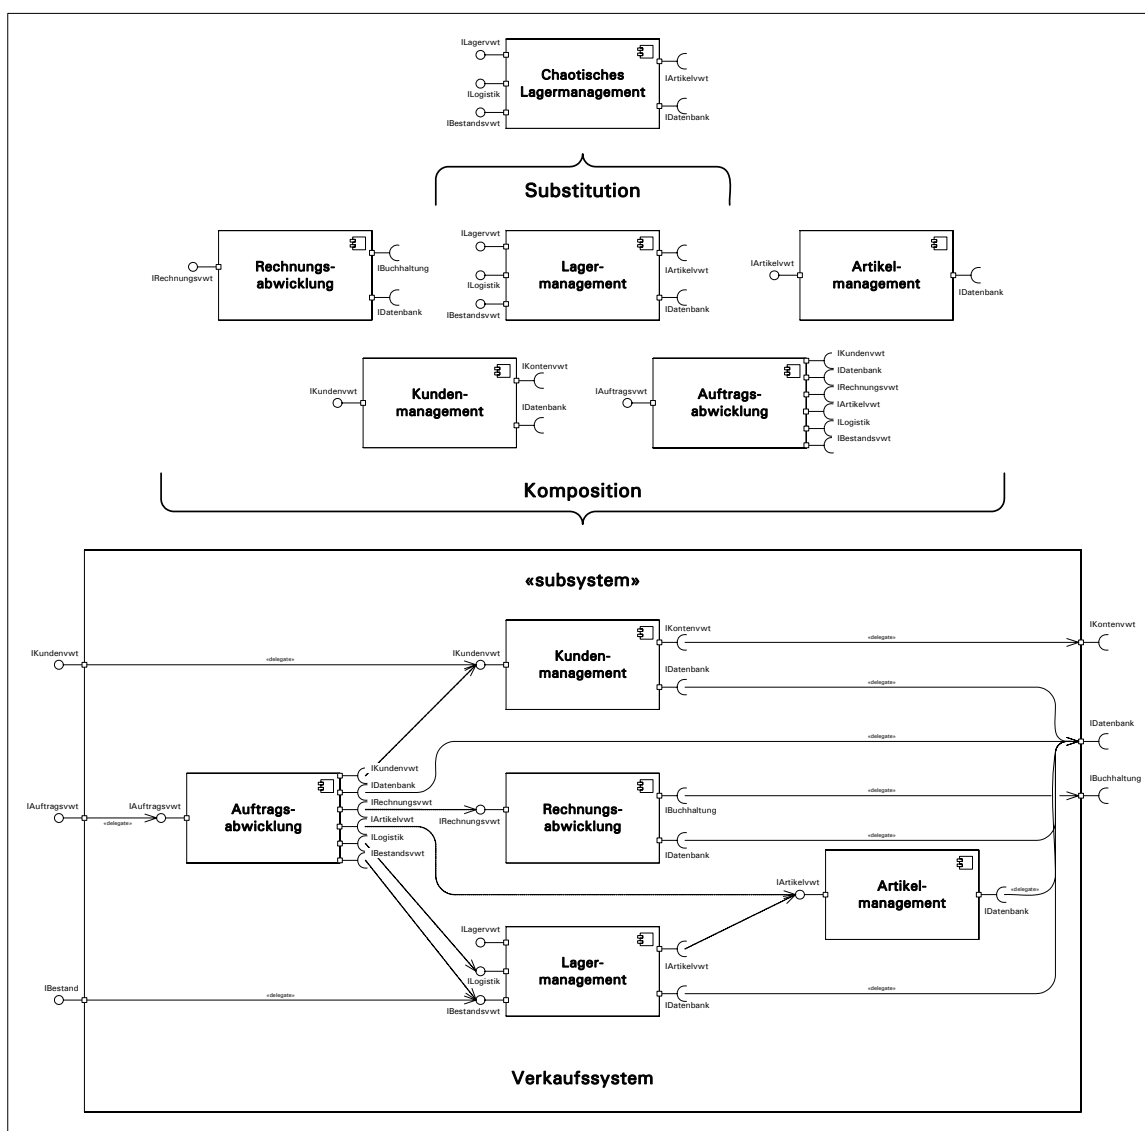 ILagervwt
Chaotisches
Lagermanagement
IArtikelvwt
ILogistik
IBestandsvwt
IDatenbank
Substitution
IRechnungsvwt
Rechnungs-
abwicklung
IBuchhaltung
IDatenbank
ILagervwt
ILogistik
IBestandsvwt
Lager-
management
IArtikelvwt
IDatenbank
IArtikelvwt
Artikel-
management
IDatenbank
IKundenvwt
Kunden-
management
IKontenvwt
IDatenbank
IAuftragsvwt
Auftrags-
abwicklung
IKundenvwt
IDatenbank
IRechnungsvwt
IArtikelvwt
ILogistik
IBestandsvwt
Komposition
«subsystem»
IKundenvwt
«delegate»
IKundenvwt
Kunden-
management
IKontenvwt
«delegate»
IKontenvwt
IDatenbank
«delegate»
IDatenbank
«delegate»
IAuftragsvwt
«delegate»
IAuftragsvwt
Auftrags-
abwicklung
IKundenvwt
IDatenbank
IRechnungsvwt
IArtikelvwt
ILogistik
IBestandsvwt
IRechnungsvwt
Rechnungs-
abwicklung
IBuchhaltung
«delegate»
IBuchhaltung
IDatenbank
«delegate»
IArtikelvwt
Artikel-
management
«delegate»
IDatenbank
ILagervwt
ILogistik
IBestandsvwt
Lager-
management
IArtikelvwt
IDatenbank
«delegate»
IBestand
«delegate»
Verkaufssystem